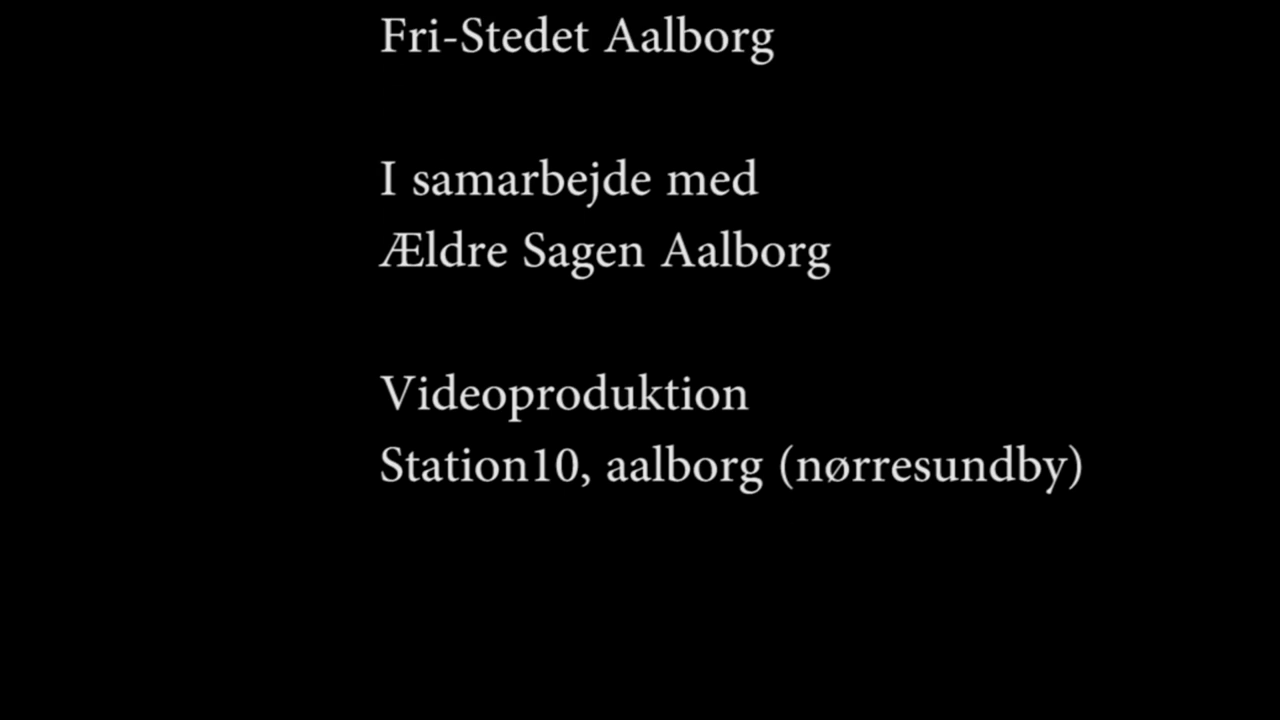 Fri-Stedet Aalborg
I samarbejde med
Ældre Sagen Aalborg
Videoproduktion
Station10, aalborg (nørresundby)